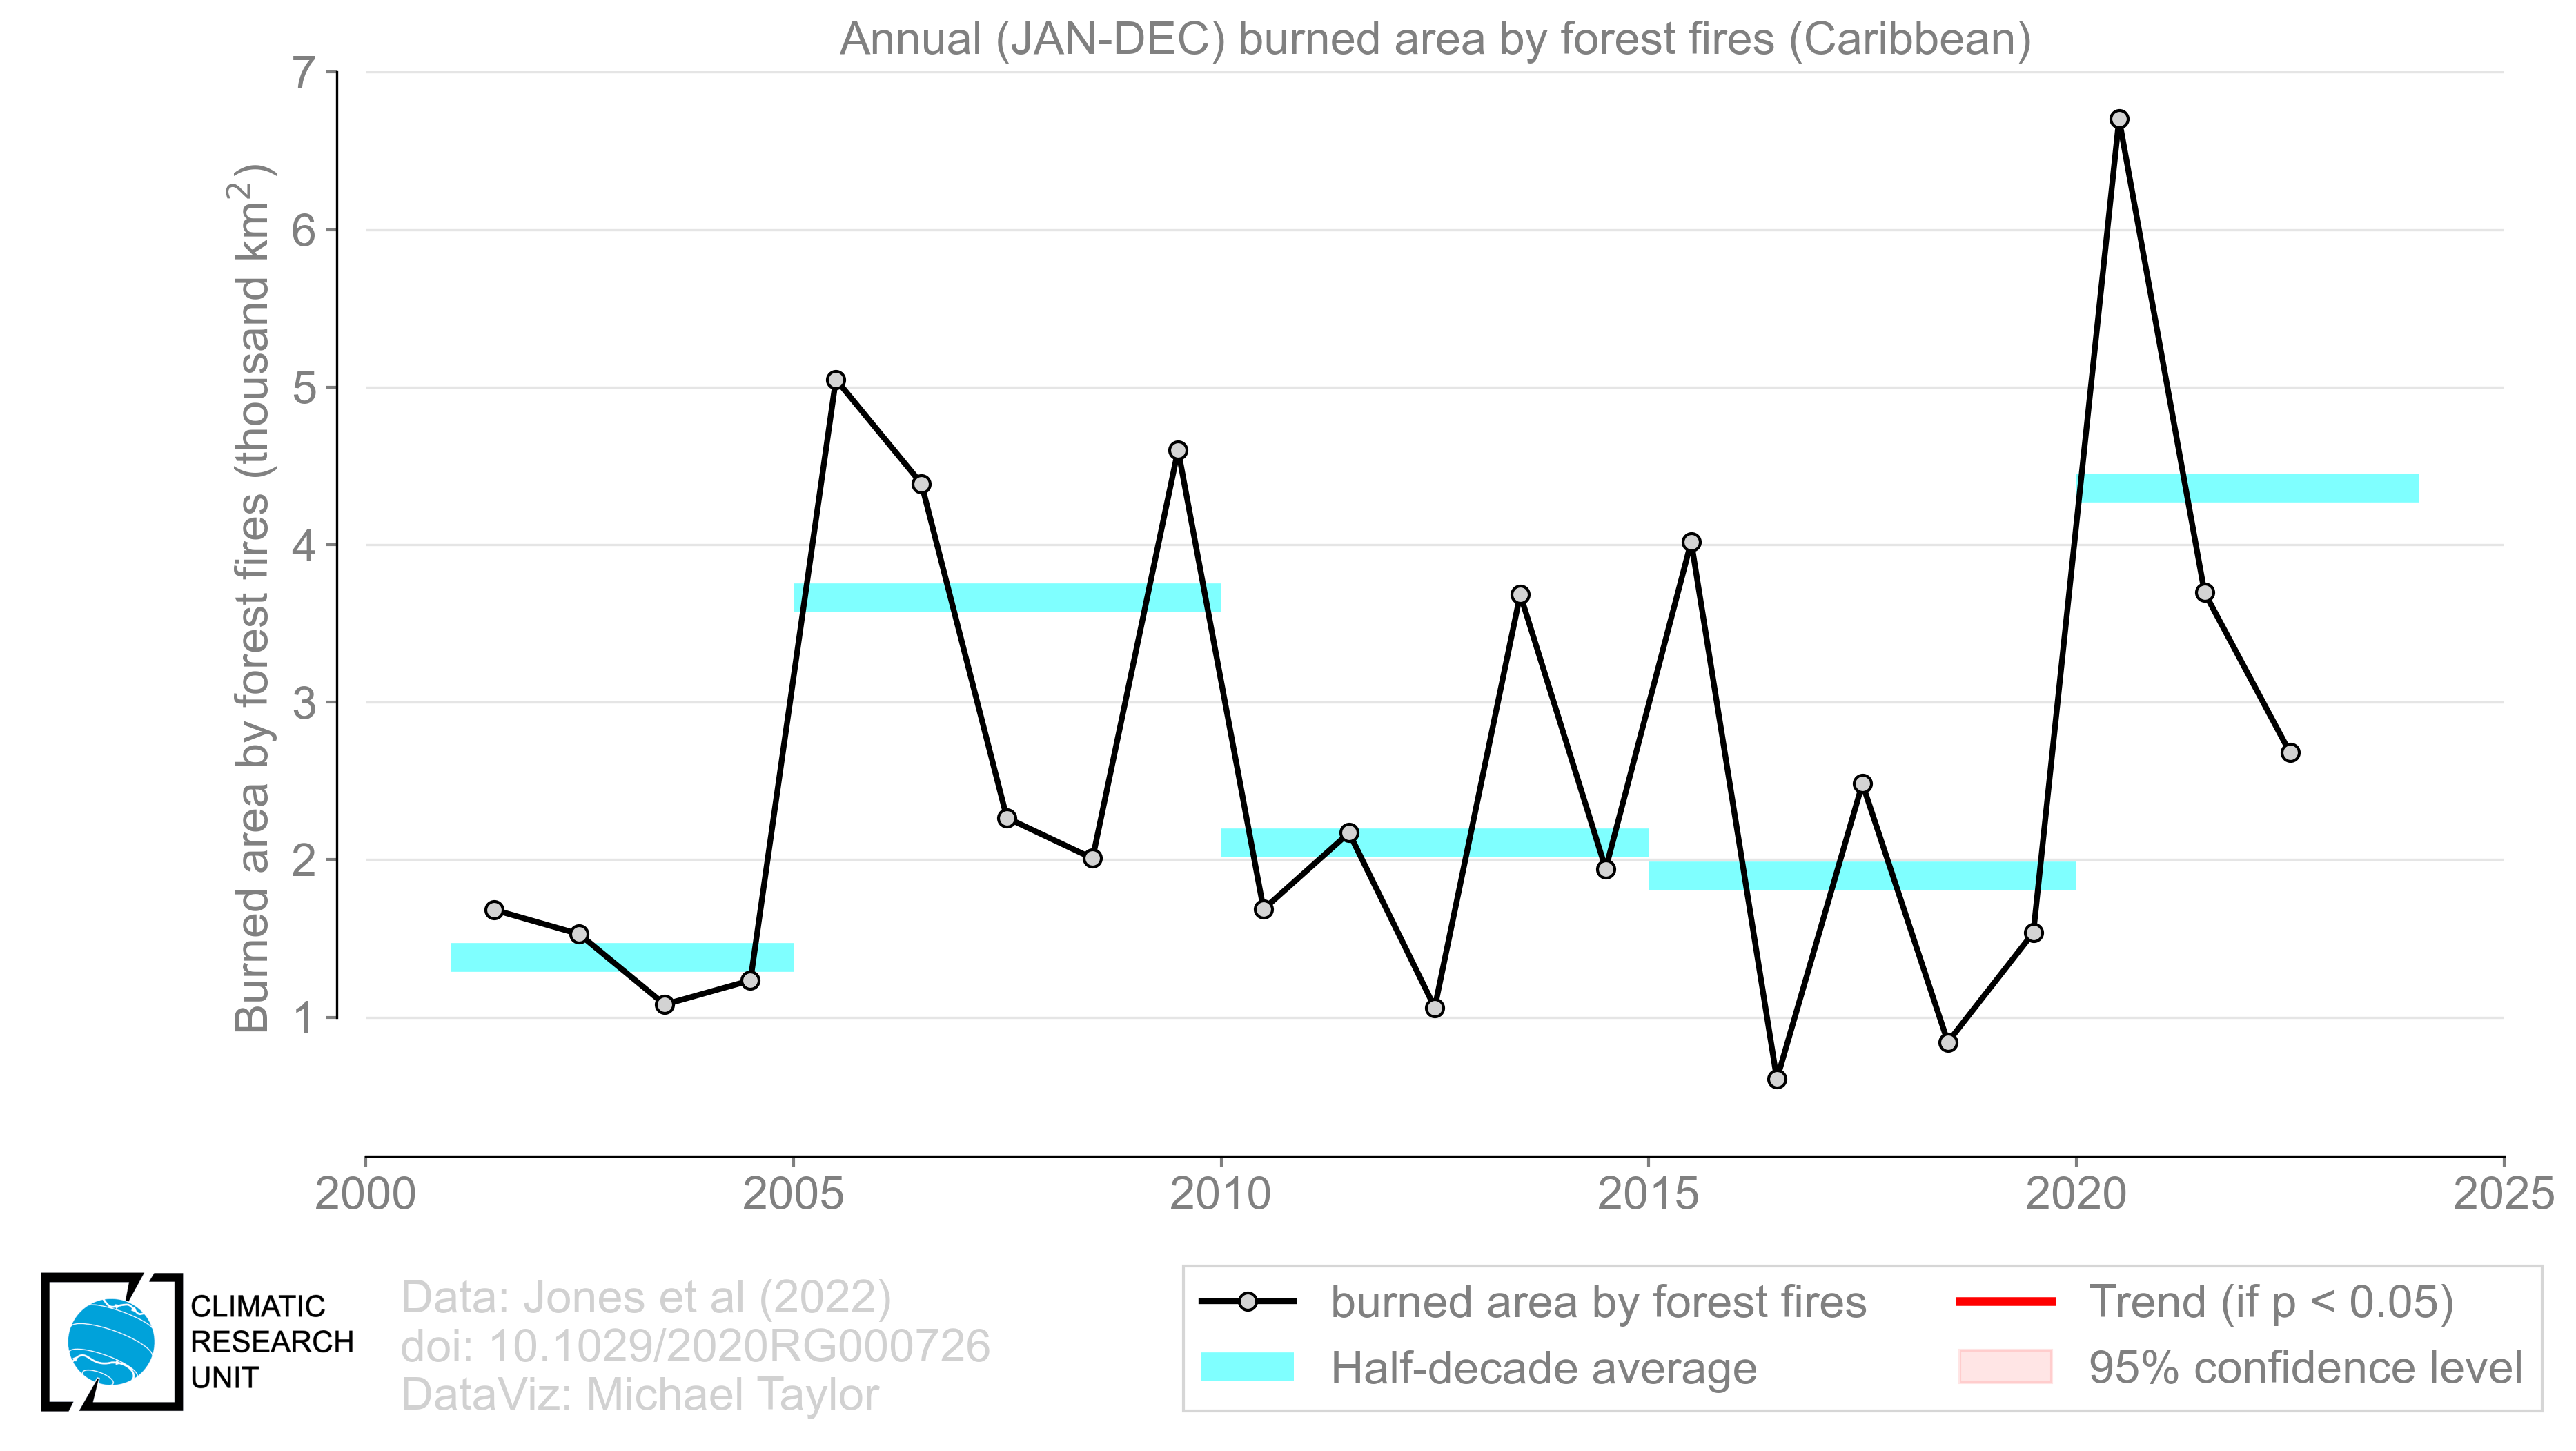 Annual (JAN-DEC) burned area by forest fires (Caribbean)
Burned area by forest fires (thousand km²)
7
6
5
4
3
2
1
2000 2005 2010 2015 2020 2025
CLIMATIC
RESEARCH
UNIT
Data: Jones et al (2022)
doi: 10.1029/2020RG000726
DataViz: Michael Taylor
burned area by forest fires
Half-decade average
Trend (if p < 0.05)
95% confidence level